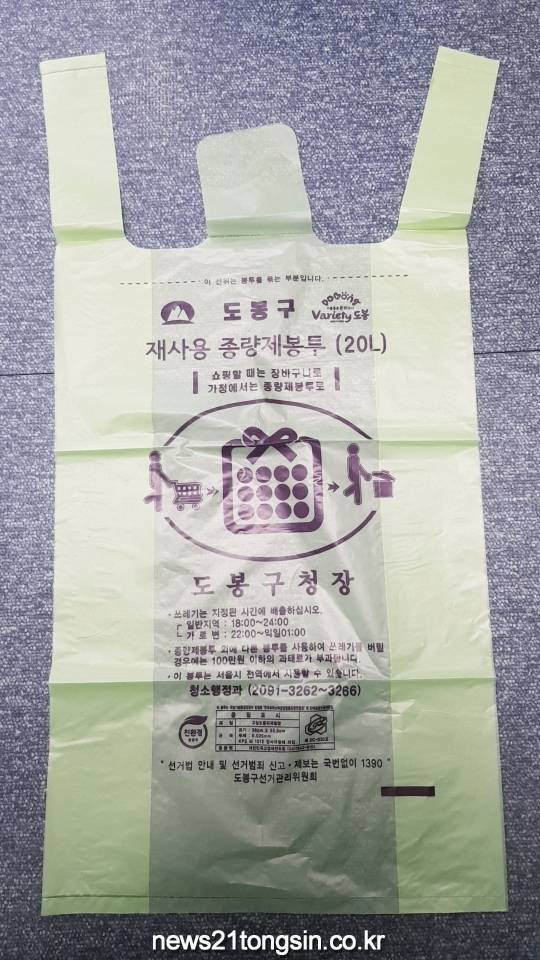 이 선위는 봉투를 묶는 부분입니다.
도봉구
Variety 도봉
재사용 종량제봉투 (20L)
쇼핑할 때는 장바구니로
가정에서는 종량제봉투로
도봉구청장
• 쓰레기는 지정된 시간에 배출하십시오.
일반지역 : 18:00~24:00
가 로 변 : 22:00~익일01:00
• 종량제봉투 외에 다른 봉투를 사용하여 쓰레기를 버릴
경우에는 100만원 이하의 과태료가 부과됩니다.
• 이 봉투는 서울시 전역에서 사용할 수 있습니다.
청소행정과 (2091-3262~3266)
친환경
품 질 표 시
" 선거법 안내 및 선거범죄 신고 · 제보는 국번없이 1390 "
도봉구선거관리위원회
news21tongsin.co.kr